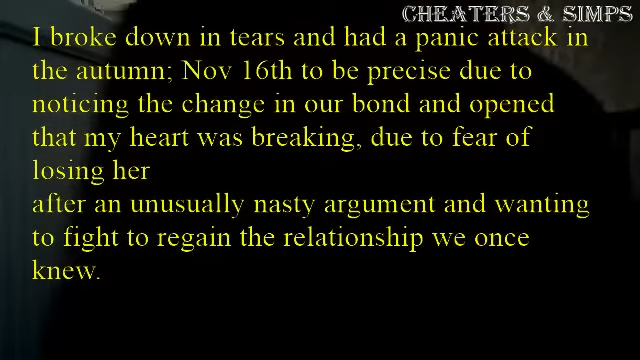 CHEATERS & SIMPS
I broke down in tears and had a panic attack in
the autumn; Nov 16th to be precise due to
noticing the change in our bond and opened
that my heart was breaking, due to fear of
losing her
after an unusually nasty argument and wanting
to fight to regain the relationship we once
knew.